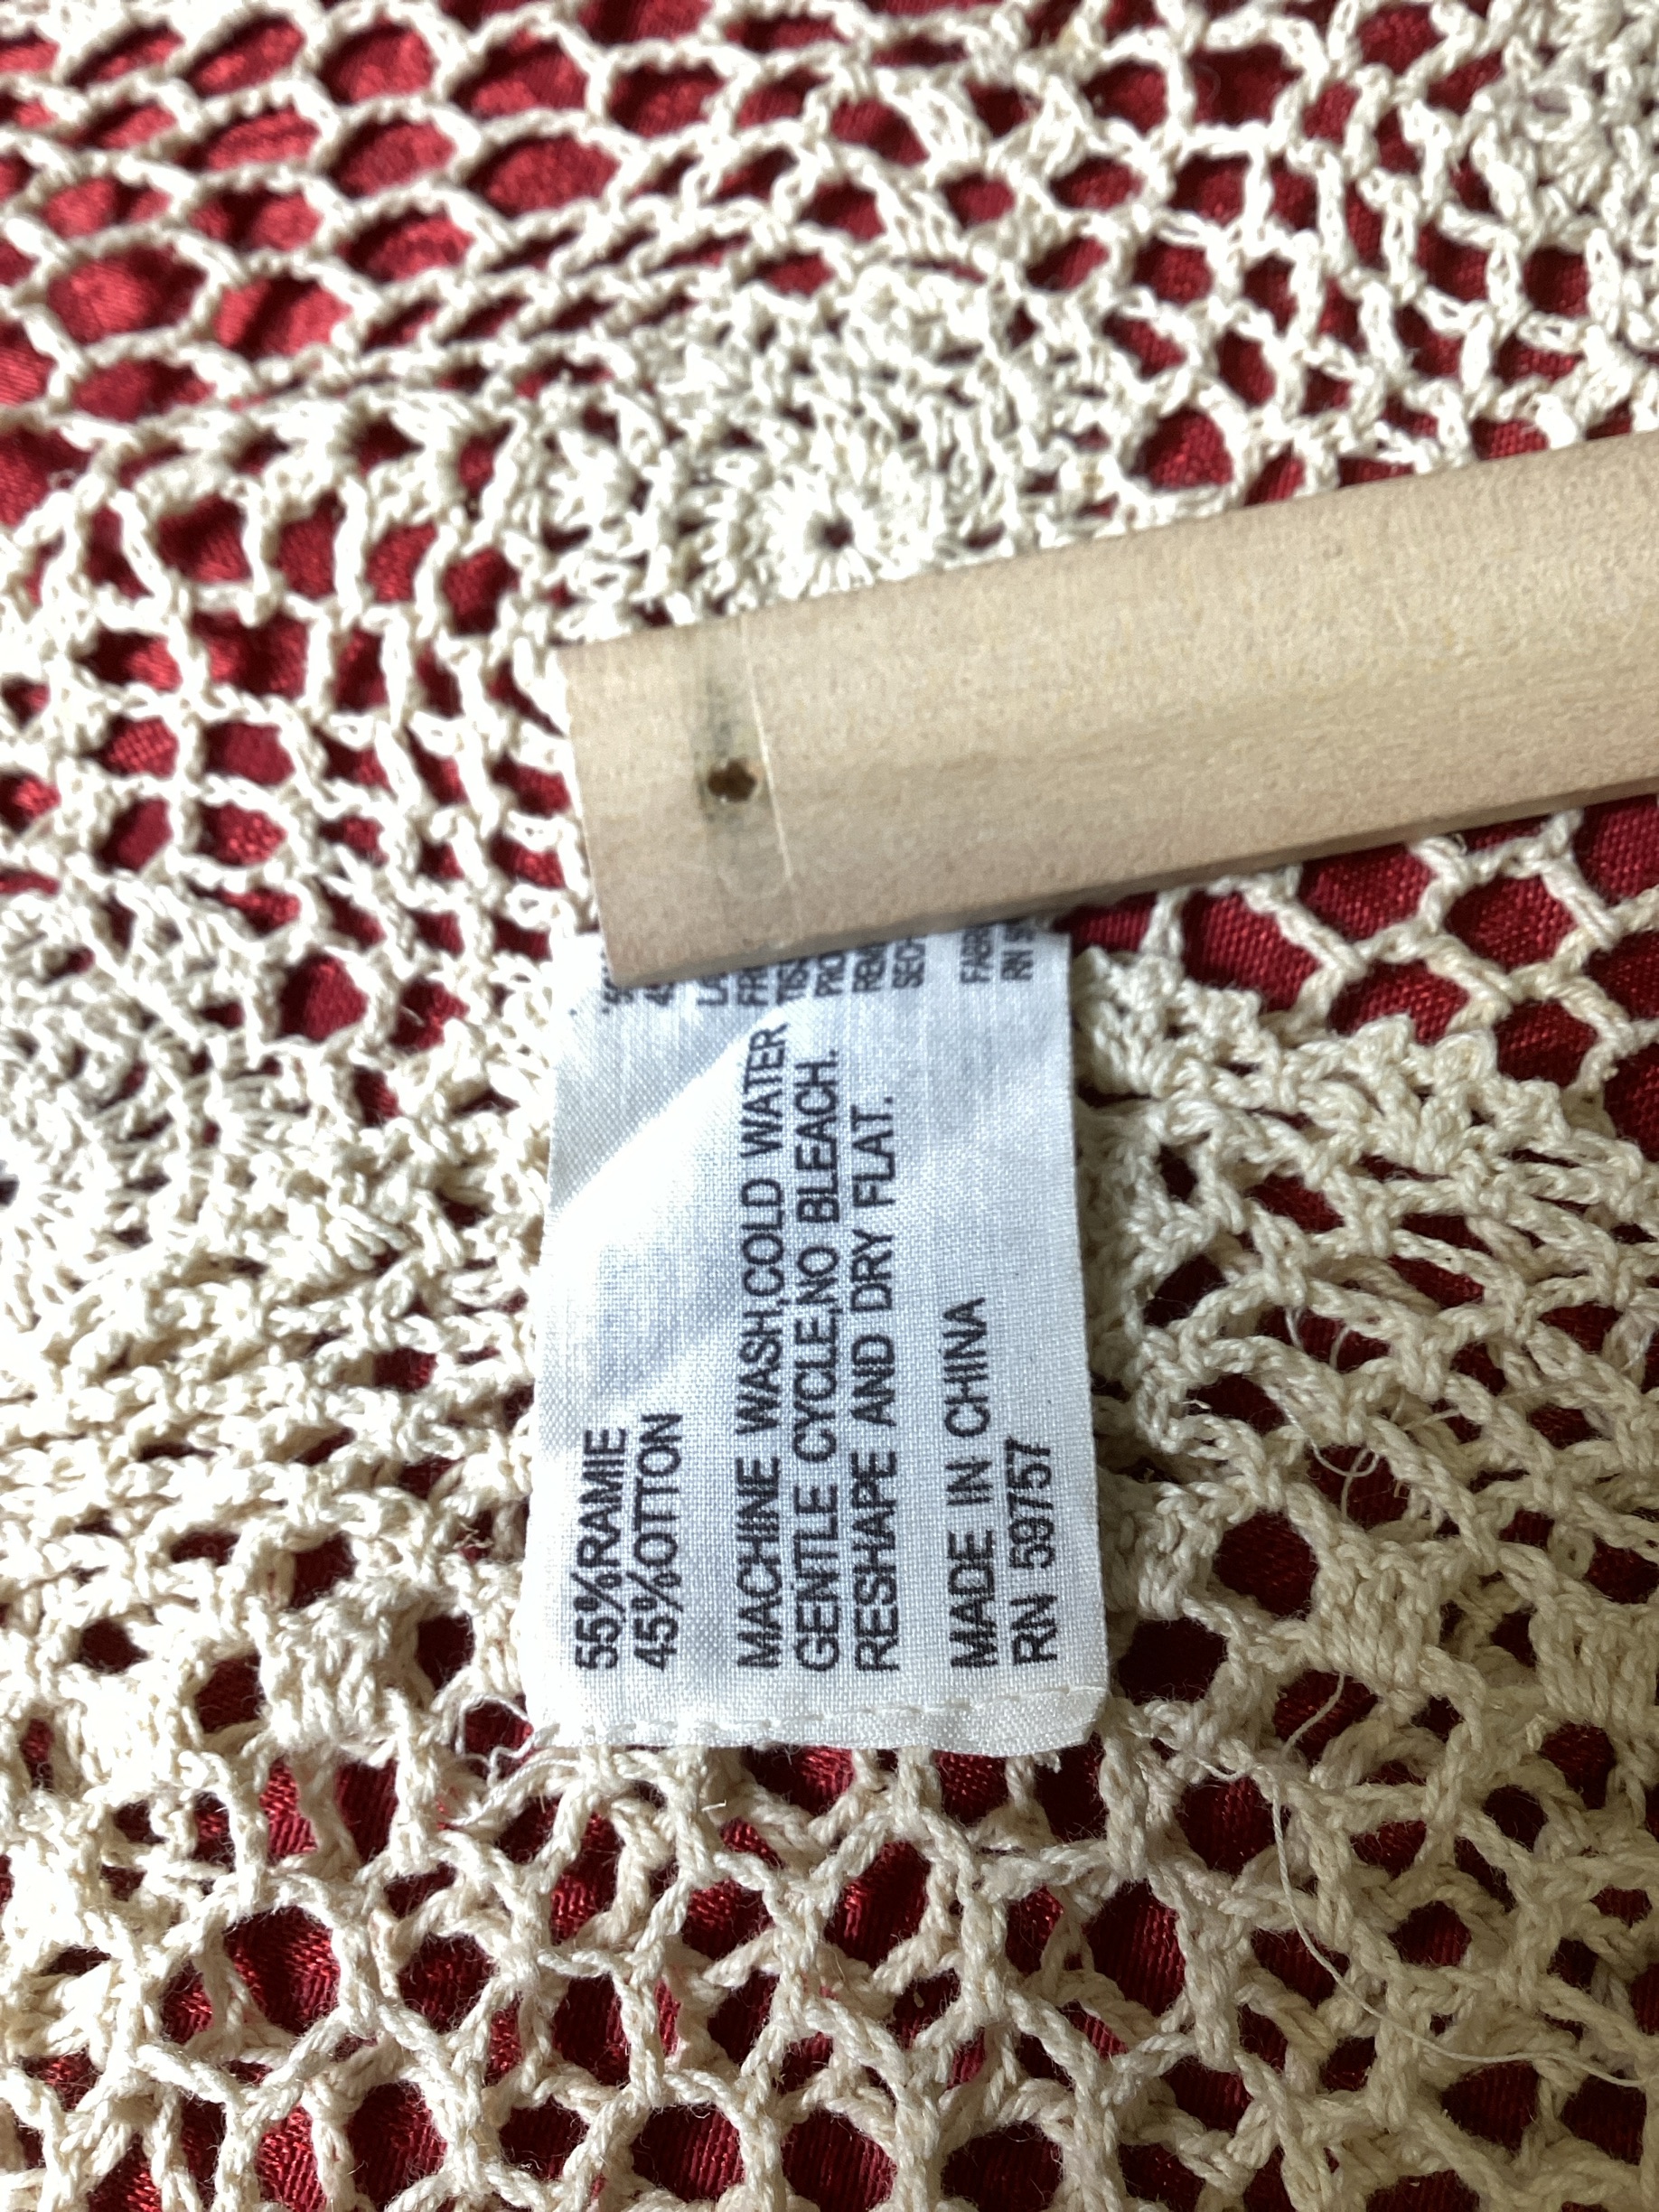 55%RAMIE
45%OTTON
MACHINE WASH,COLD WATER
GENTLE CYCLE,NO BLEACH.
RESHAPE AND DRY FLAT.
MADE IN CHINA
RN 59757